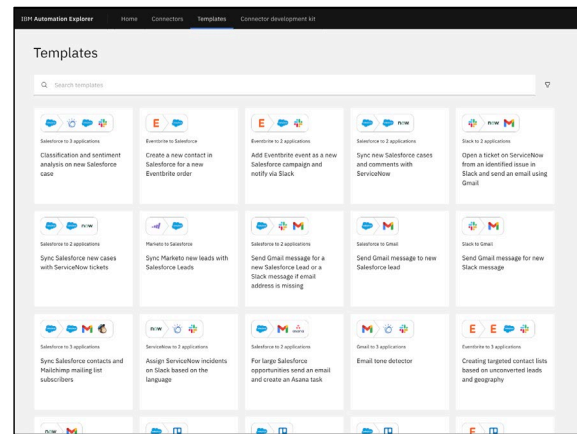 IBM Automation Explorer Home Connectors Templates Connector development kit
Templates
Search templates
Salesforce to 3 applications
Classification and sentiment
analysis on new Salesforce
case
Eventbrite to Salesforce
Create a new contact in
Salesforce for a new
Eventbrite order
Eventbrite to 2 applications
Add Eventbrite event as a new
Salesforce campaign and
notify via Slack
Salesforce to 2 applications
Sync new Salesforce cases
and comments with
ServiceNow
now
Slack to 2 applications
Open a ticket on ServiceNow
from an identified issue in
Slack and send an email using
Gmail
now
Salesforce to 2 applications
Sync Salesforce new cases
with ServiceNow tickets
now
Marketo to Salesforce
Sync Marketo new leads with
Salesforce Leads
Salesforce to 2 applications
Send Gmail message for a
new Salesforce Lead or a
Slack message if email
address is missing
Salesforce to Gmail
Send Gmail message for new
Salesforce lead
Slack to Gmail
Send Gmail message for new
Slack message
Salesforce to 3 applications
Sync Salesforce contacts and
Mailchimp mailing list
subscribers
now
ServiceNow to 2 applications
Assign ServiceNow incidents
on Slack based on the
language
Salesforce to 2 applications
For large Salesforce
opportunities send an email
and create an Asana task
Gmail to 3 applications
Email tone detector
Eventbrite to 3 applications
Creating targeted contact lists
based on unconverted leads
and geography
now